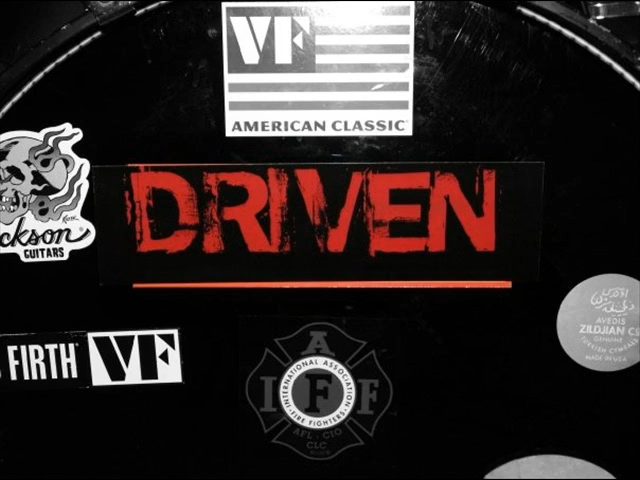 VF
AMERICAN CLASSIC
DRIVEN
ckson
GUITARS
FIRTH VF
A
I F F
INTERNATIONAL ASSOCIATION
FIRE FIGHTERS
AFL-CIO
CLC
AVEDIS
ZILDJIAN CO
GENUINE
TURKISH CYMBALS
MADE IN U.S.A.